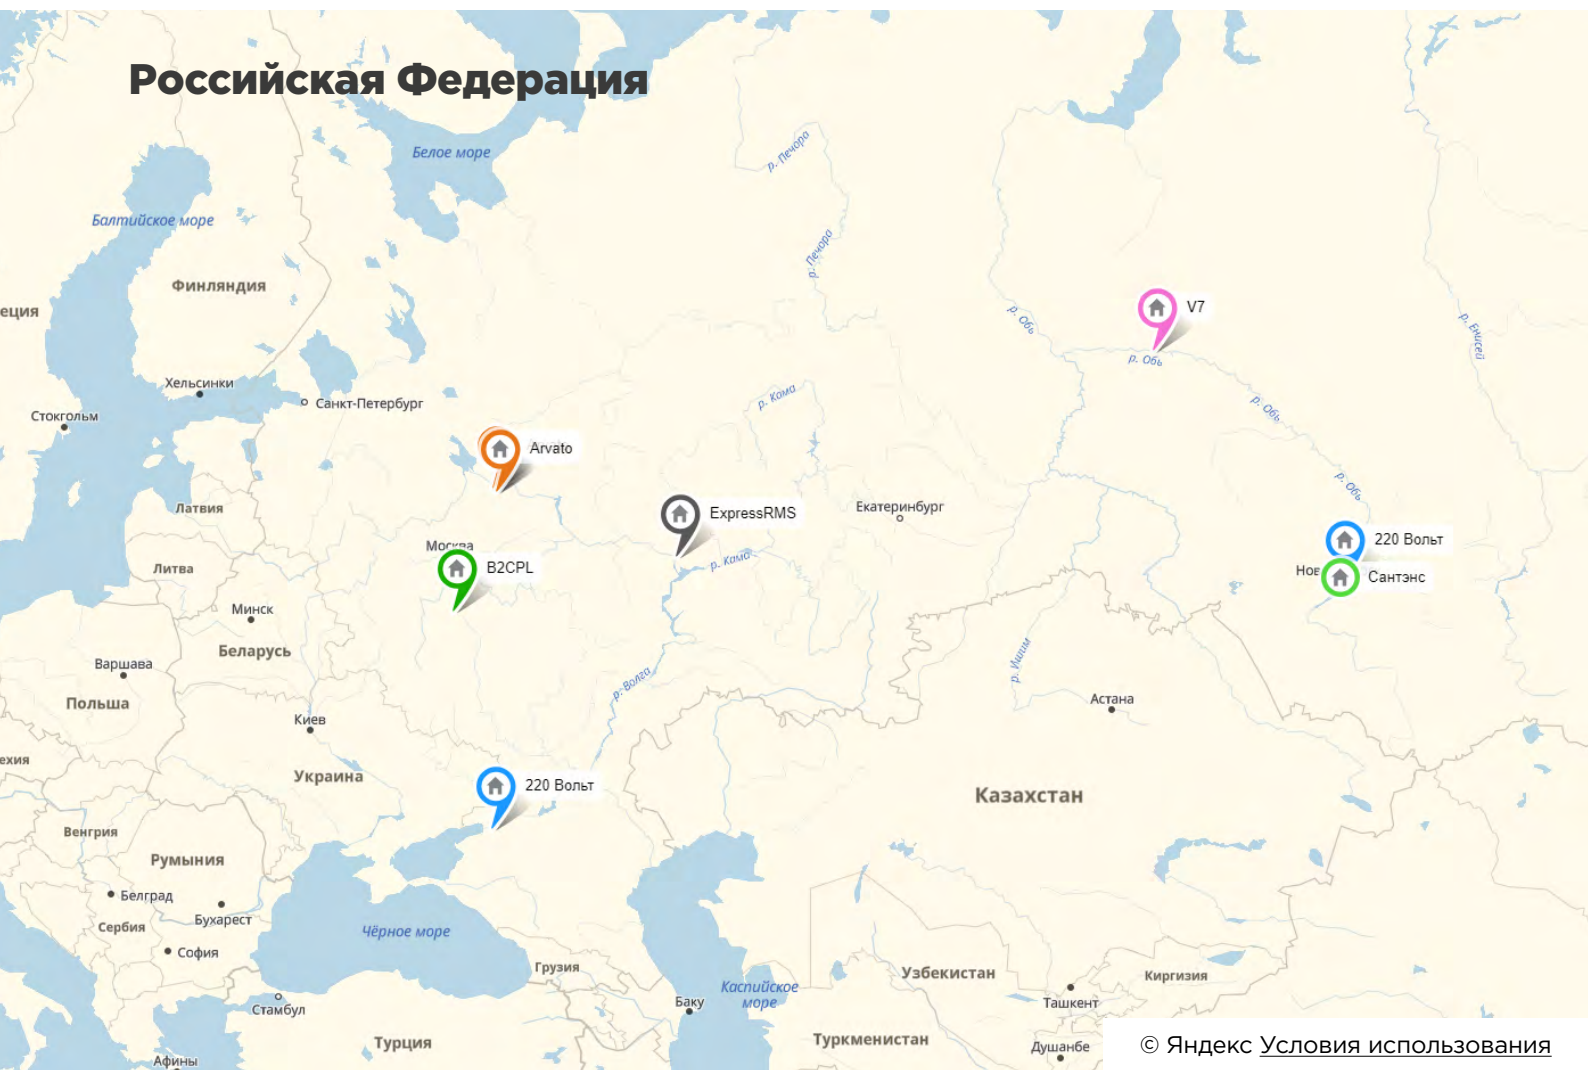 Российская Федерация
Белое море
р. Печора
Балтийское море
р. Печора
Финляндия
еция
V7
р. Обь
р. Енисей
р. Обь
Хельсинки
Санкт-Петербург
р. Кама
р. Обь
Стокгольм
Arvato
р. Обь
Латвия
ExpressRMS
Екатеринбург
220 Вольт
Москва
B2CPL
р. Кама
Нов
Сантэнс
Литва
Минск
Беларусь
Варшава
р. Ишим
р. Волга
Польша
Астана
Киев
ехия
Украина
220 Вольт
Казахстан
Венгрия
Румыния
Белград
Бухарест
Сербия
Чёрное море
София
Грузия
Узбекистан
Киргизия
Каспийское
море
Стамбул
Баку
Ташкент
Турция
Туркменистан
Душанбе
© Яндекс Условия использования
Афины